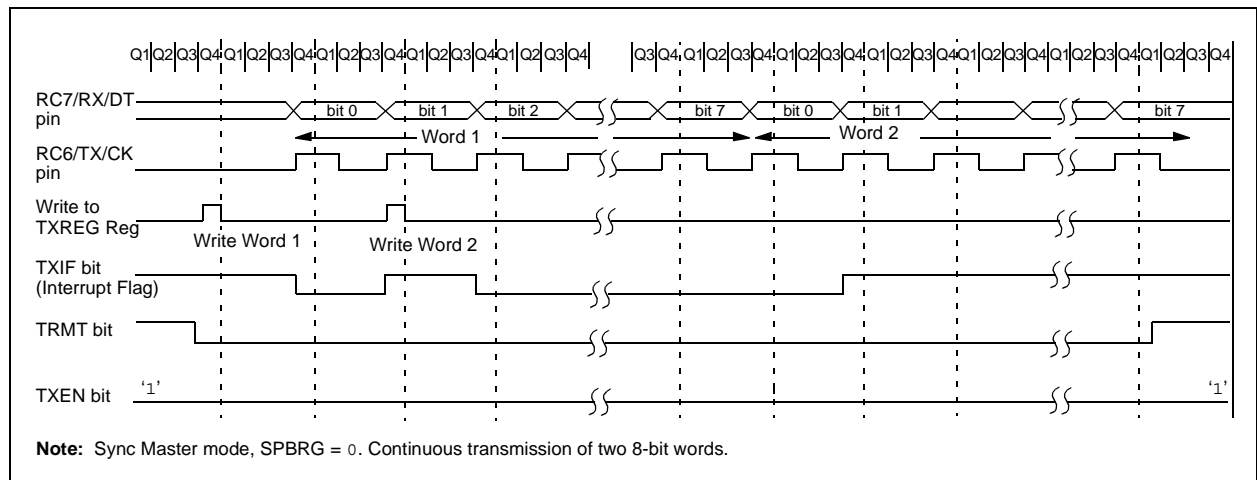 Q1 Q2 Q3 Q4 Q1 Q2 Q3 Q4 Q1 Q2 Q3 Q4 Q1 Q2 Q3 Q4 Q1 Q2 Q3 Q4 Q3 Q4 Q1 Q2 Q3 Q4 Q1 Q2 Q3 Q4 Q1 Q2 Q3 Q4 Q1 Q2 Q3 Q4 Q1 Q2 Q3 Q4 Q1 Q2 Q3 Q4
RC7/RX/DT
pin
bit 0 bit 1 bit 2 bit 7 bit 0 bit 1 bit 7
Word 1 Word 2
RC6/TX/CK
pin
Write to
TXREG Reg
Write Word 1 Write Word 2
TXIF bit
(Interrupt Flag)
TRMT bit
TXEN bit
‘1’ ‘1’
Note: Sync Master mode, SPBRG = 0. Continuous transmission of two 8-bit words.